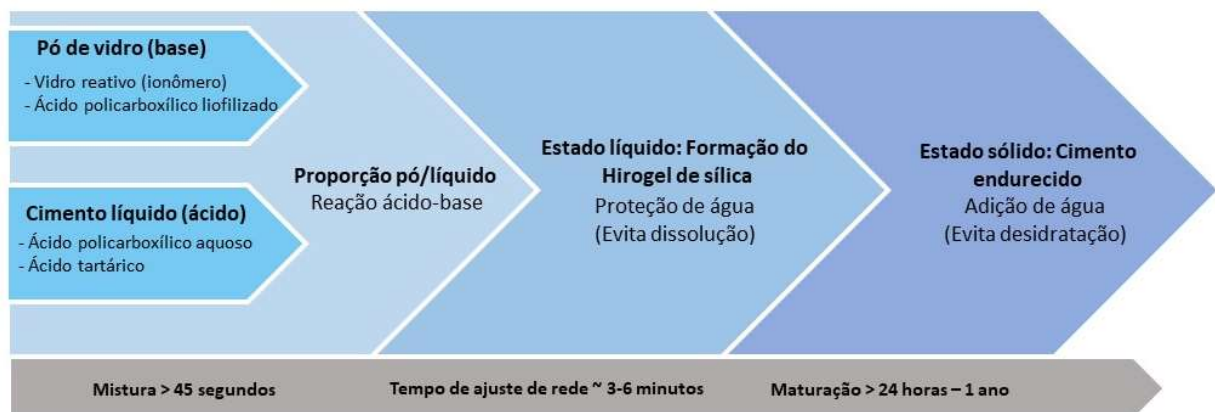 Pó de vidro (base)
- Vidro reativo (ionômero)
- Ácido policarboxílico liofilizado
Cimento líquido (ácido)
- Ácido policarboxílico aquoso
- Ácido tartárico
Proporção pó/líquido
Reação ácido-base
Estado líquido: Formação do
Hirogel de sílica
Proteção de água
(Evita dissolução)
Estado sólido: Cimento
endurecido
Adição de água
(Evita desidratação)
Mistura > 45 segundos
Tempo de ajuste de rede ~ 3-6 minutos
Maturação > 24 horas – 1 ano